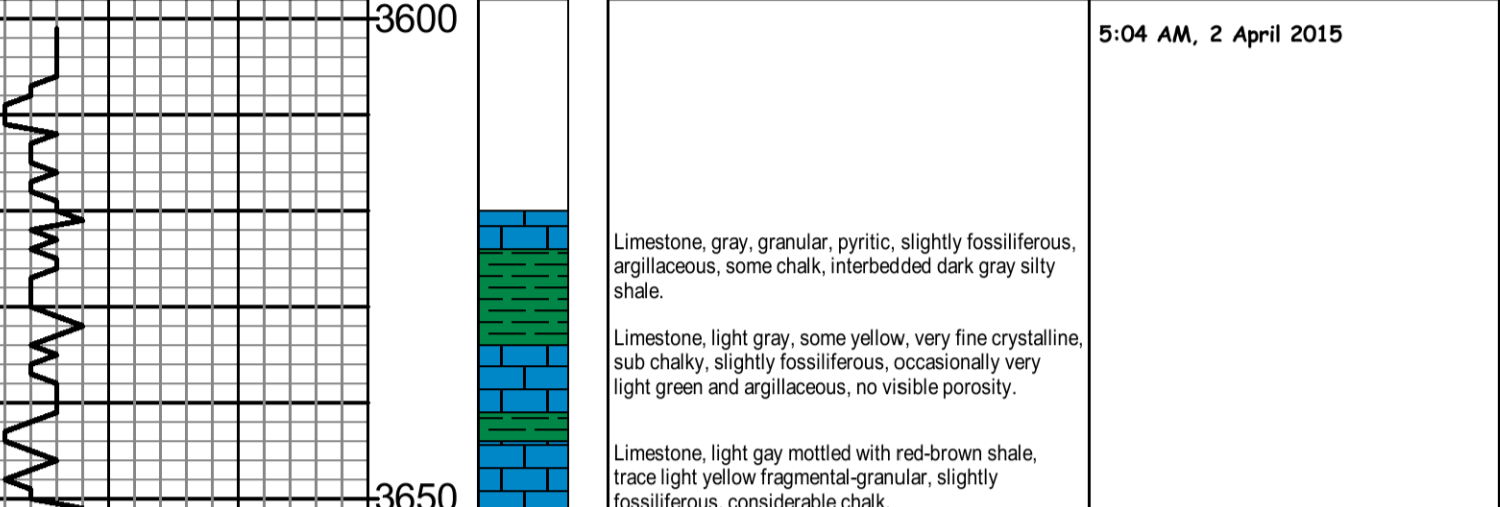 3600
5:04 AM, 2 April 2015
Limestone, gray, granular, pyritic, slightly fossiliferous,
argillaceous, some chalk, interbedded dark gray silty
shale.
Limestone, light gray, some yellow, very fine crystalline,
sub chalky, slightly fossiliferous, occasionally very
light green and argillaceous, no visible porosity.
Limestone, light gay mottled with red-brown shale,
trace light yellow fragmental-granular, slightly
fossiliferous, considerable chalk.
3650